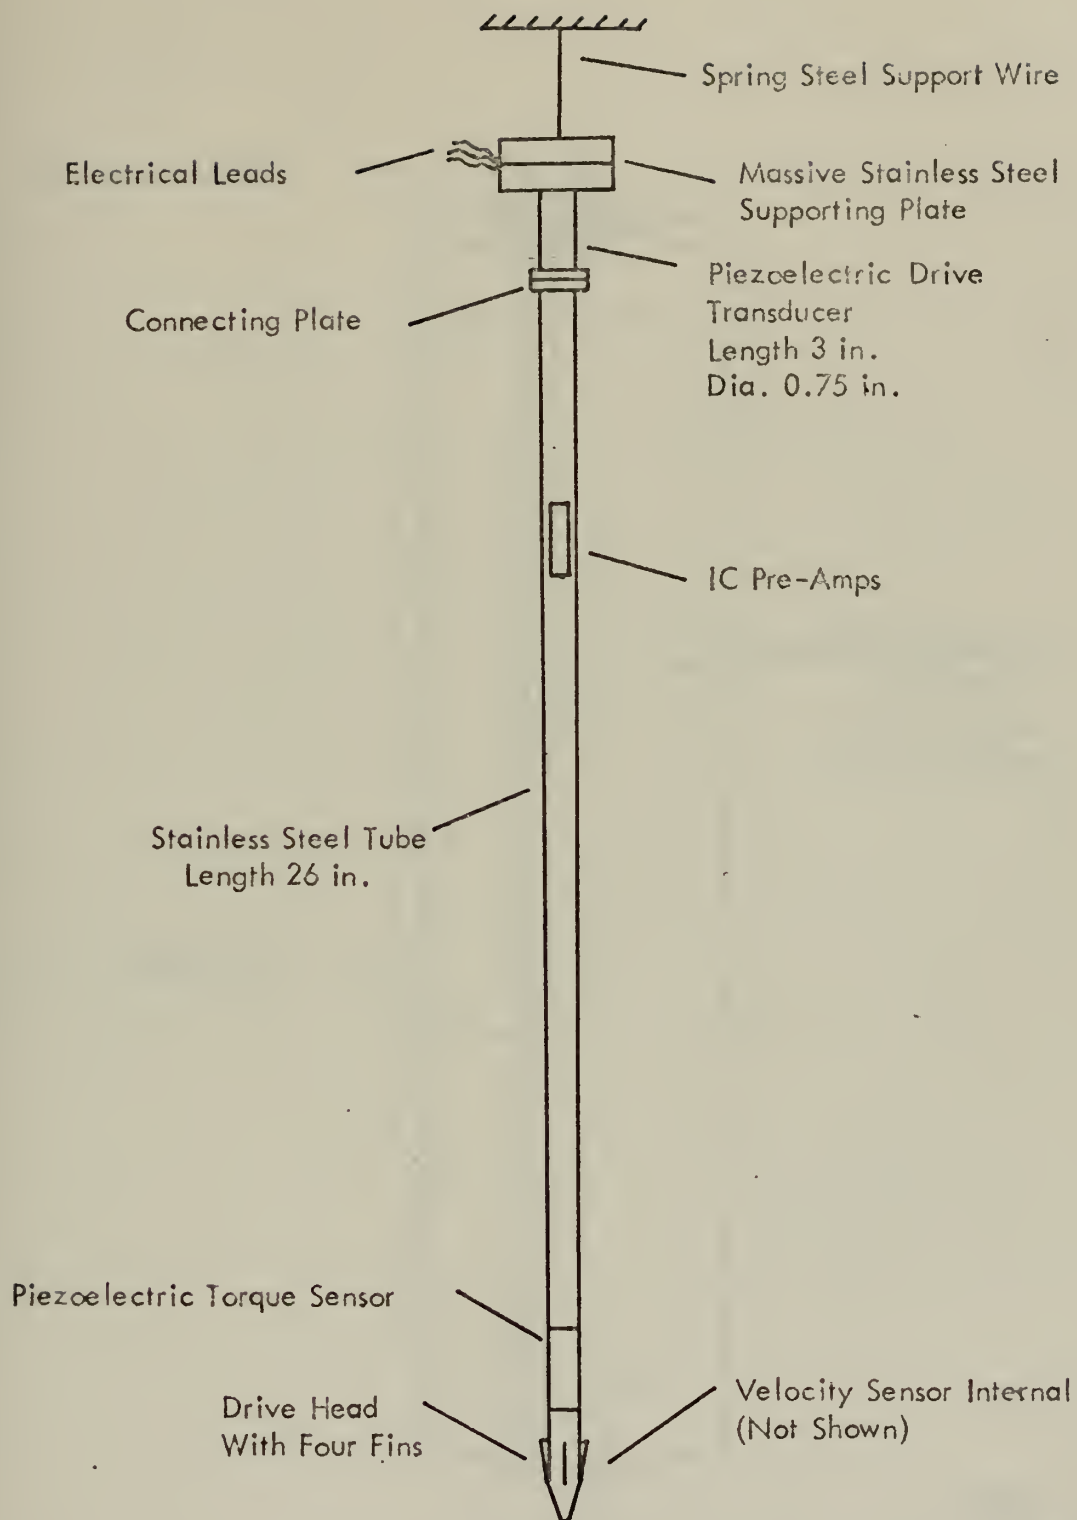 Spring Steel Support Wire
Electrical Leads
Massive Stainless Steel
Supporting Plate
Piezoelectric Drive
Transducer
Length 3 in.
Dia. 0.75 in.
Connecting Plate
IC Pre-Amps
Stainless Steel Tube
Length 26 in.
Piezoelectric Torque Sensor
Drive Head
With Four Fins
Velocity Sensor Internal
(Not Shown)